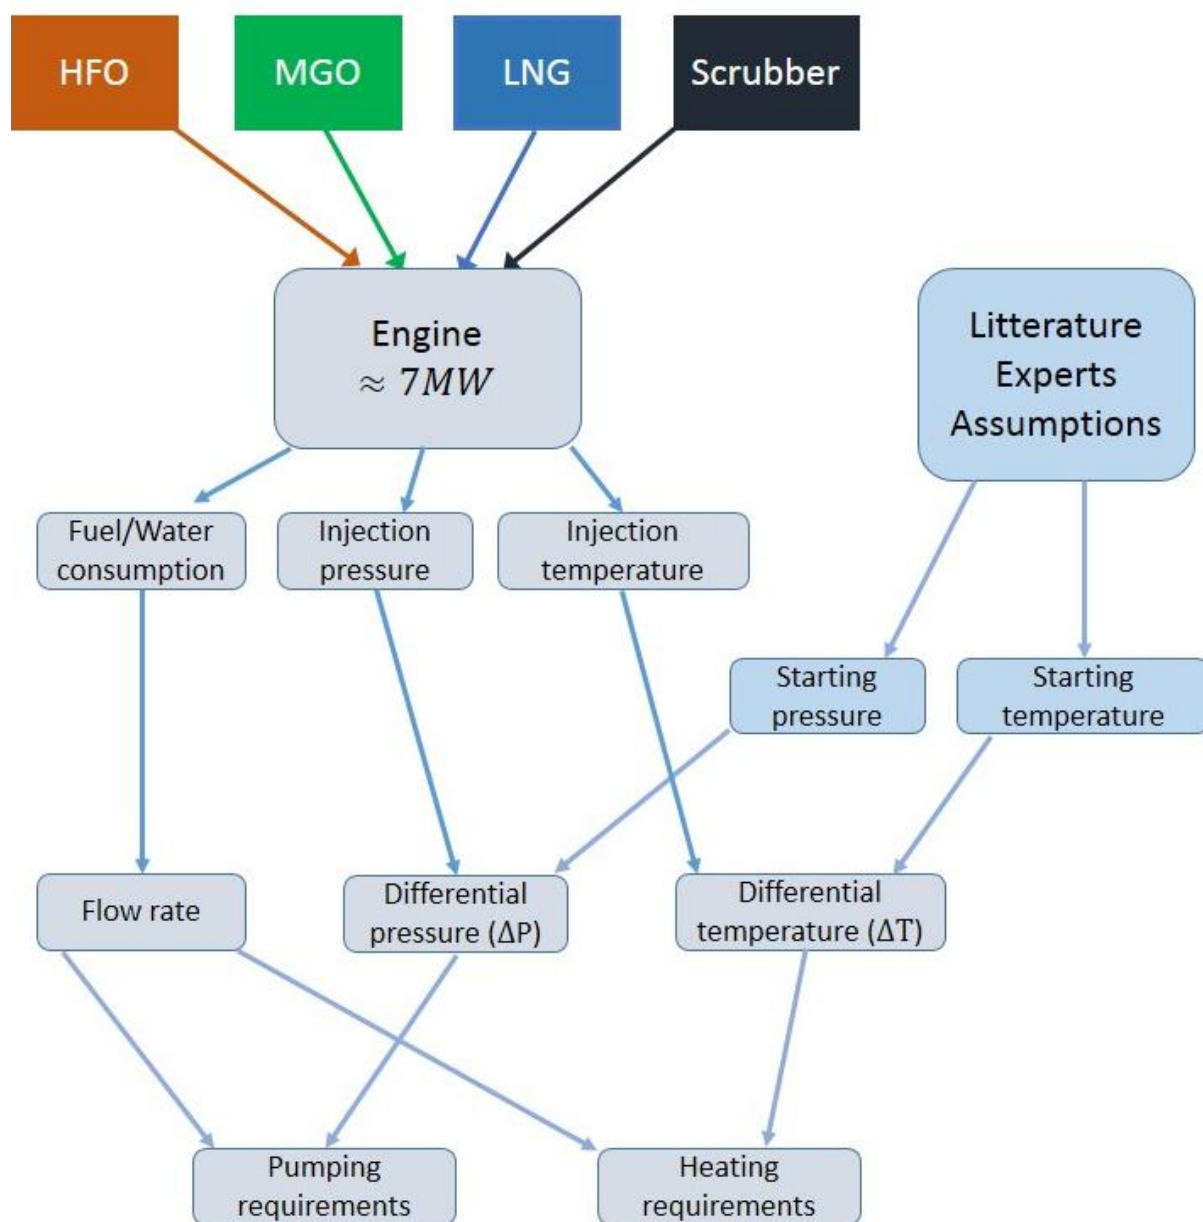 HFO
MGO
LNG
Scrubber
Engine
≈ 7MW
Litterature
Experts
Assumptions
Fuel/Water
consumption
Injection
pressure
Injection
temperature
Starting
pressure
Starting
temperature
Flow rate
Differential
pressure (ΔP)
Differential
temperature (ΔT)
Pumping
requirements
Heating
requirements